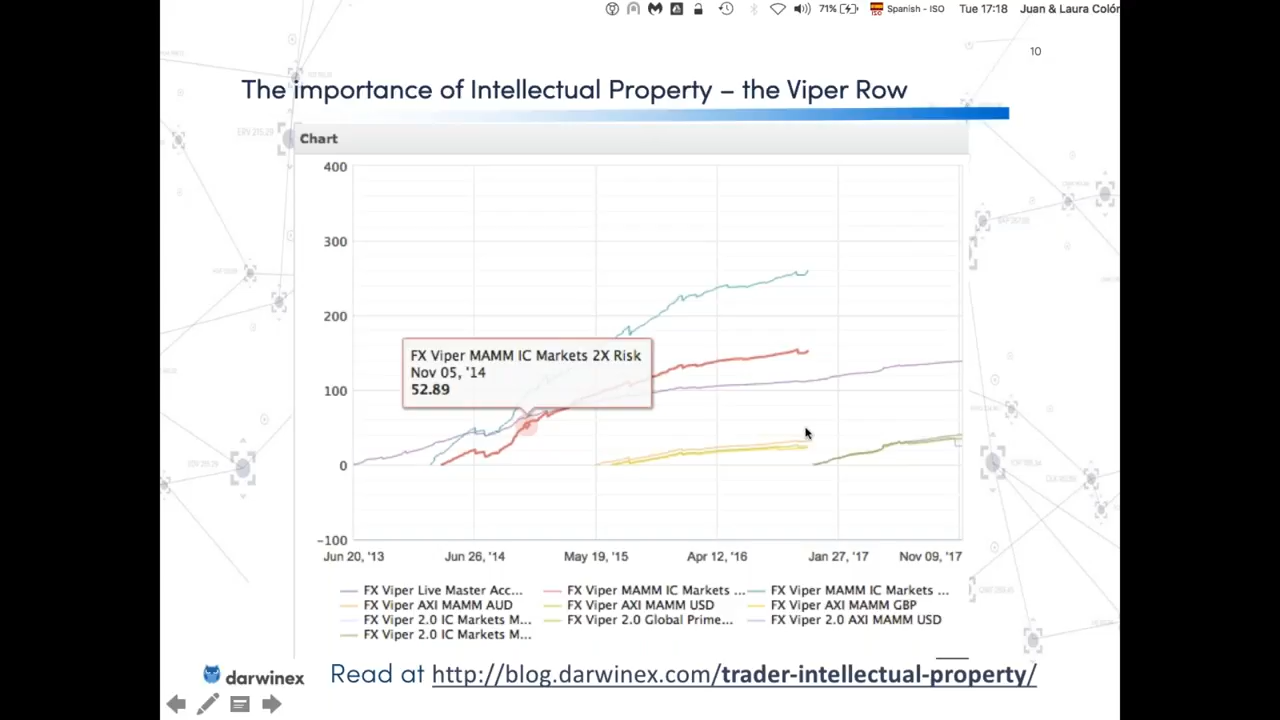 71% Spanish - ISO Tue 17:18 Juan & Laura Colón
10
The importance of Intellectual Property – the Viper Row
Chart
400
300
200
100
0
-100
FX Viper MAMM IC Markets 2X Risk
Nov 05, '14
52.89
Jun 20, '13 Jun 26, '14 May 19, '15 Apr 12, '16 Jan 27, '17 Nov 09, '17
FX Viper Live Master Acc... FX Viper MAMM IC Markets ... FX Viper MAMM IC Markets ...
FX Viper AXI MAMM AUD FX Viper AXI MAMM USD FX Viper AXI MAMM GBP
FX Viper 2.0 IC Markets M... FX Viper 2.0 Global Prime... FX Viper 2.0 AXI MAMM USD
FX Viper 2.0 IC Markets M...
darwinex
Read at http://blog.darwinex.com/trader-intellectual-property/